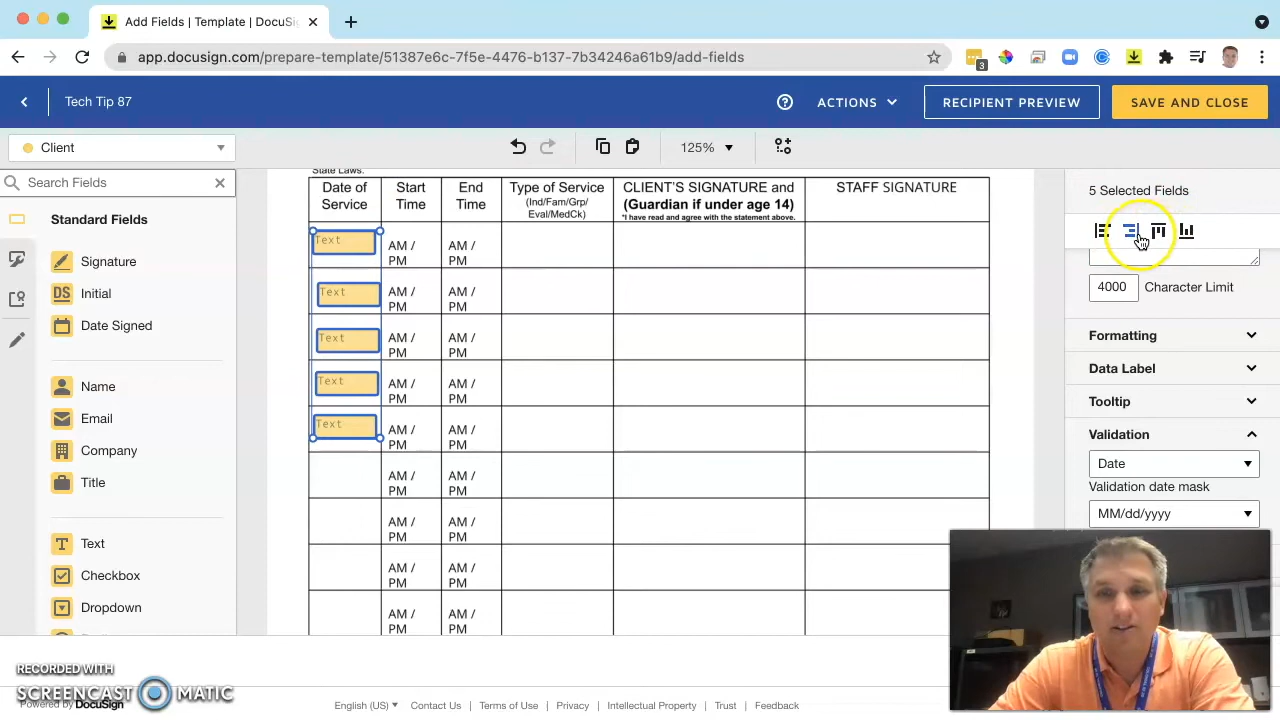 Add Fields | Template | DocuSi
app.docusign.com/prepare-template/51387e6c-7f5e-4476-b137-7b34246a61b9/add-fields
3
Tech Tip 87
ACTIONS
RECIPIENT PREVIEW
SAVE AND CLOSE
Client
125%
Search Fields
Standard Fields
Signature
DS
Initial
Date Signed
Name
Email
Company
Title
T
Text
Checkbox
Dropdown
State Laws.
Date of Service
Start Time
End Time
Type of Service
(Ind/Fam/Grp/
Eval/MedCk)
CLIENT'S SIGNATURE and
(Guardian if under age 14)
*I have read and agree with the statement above.
STAFF SIGNATURE
Text
AM /
PM
AM /
PM
Text
AM /
PM
AM /
PM
Text
AM /
PM
AM /
PM
Text
AM /
PM
AM /
PM
Text
AM /
PM
AM /
PM
AM /
PM
AM /
PM
AM /
PM
AM /
PM
AM /
PM
AM /
PM
AM /
PM
AM /
PM
5 Selected Fields
4000
Character Limit
Formatting
Data Label
Tooltip
Validation
Date
Validation date mask
MM/dd/yyyy
RECORDED WITH
SCREENCAST MATIC
Powered by DocuSign
English (US)
Contact Us | Terms of Use | Privacy | Intellectual Property | Trust | Feedback